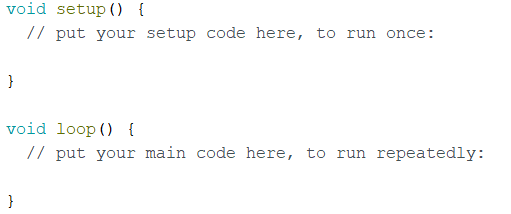 void setup() {
  // put your setup code here, to run once:

}

void loop() {
  // put your main code here, to run repeatedly:

}